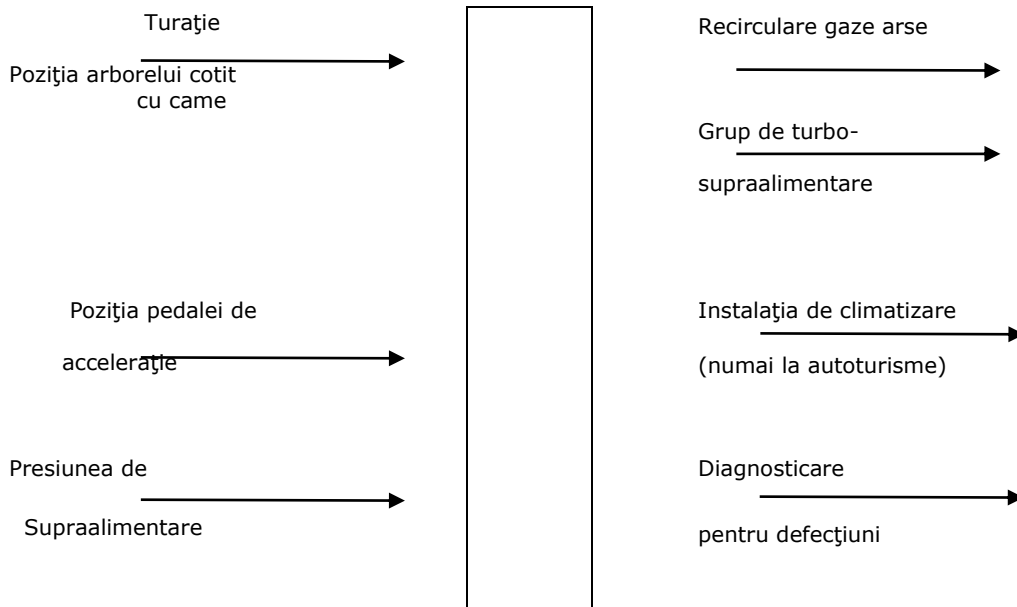 Turaţie
Poziţia arborelui cotit
cu came
Poziţia pedalei de
acceleraţie
Presiunea de
Supraalimentare
Recirculare gaze arse
Grup de turbo-
supraalimentare
Instalaţia de climatizare
(numai la autoturisme)
Diagnosticare
pentru defecţiuni